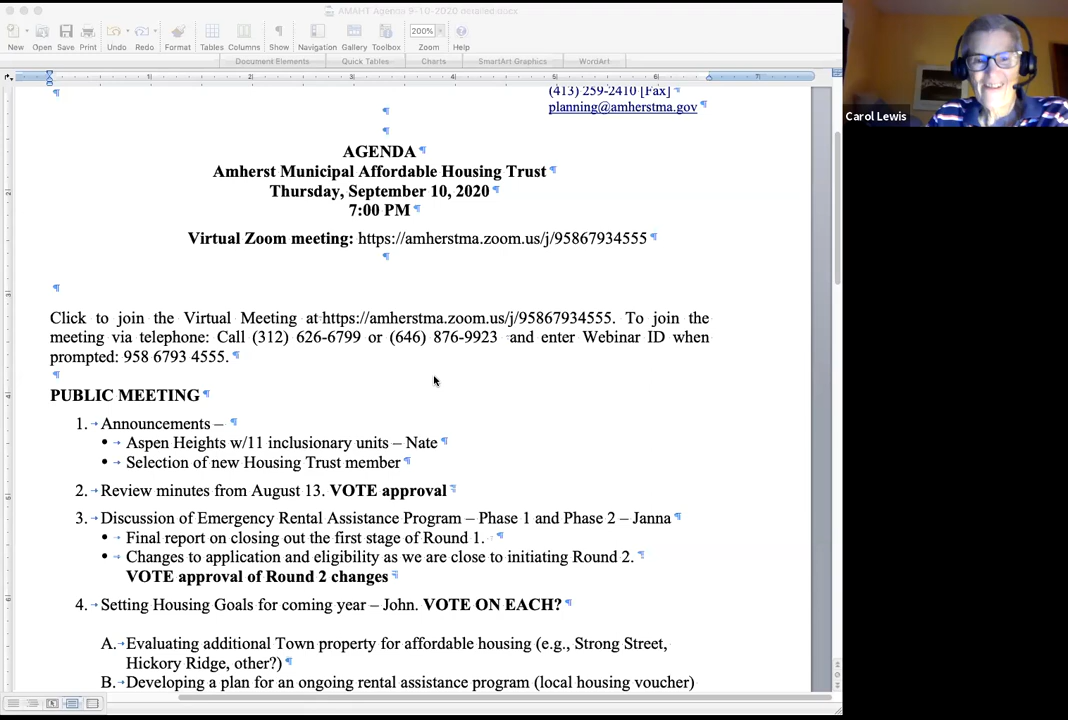 AMAHT Agenda 9-10-2020 detailed.docx
New Open Save Print Undo Redo Format Tables Columns Show Navigation Gallery Toolbox Zoom Help
200%
Document Elements Quick Tables Charts SmartArt Graphics WordArt
(413) 259-2410 [Fax]
planning@amherstma.gov
AGENDA
Amherst Municipal Affordable Housing Trust
Thursday, September 10, 2020
7:00 PM
Virtual Zoom meeting: https://amherstma.zoom.us/j/95867934555
Click to join the Virtual Meeting at https://amherstma.zoom.us/j/95867934555. To join the
meeting via telephone: Call (312) 626-6799 or (646) 876-9923 and enter Webinar ID when
prompted: 958 6793 4555.
PUBLIC MEETING
1. Announcements –
• Aspen Heights w/11 inclusionary units – Nate
• Selection of new Housing Trust member
2. Review minutes from August 13. VOTE approval
3. Discussion of Emergency Rental Assistance Program – Phase 1 and Phase 2 – Janna
• Final report on closing out the first stage of Round 1.
• Changes to application and eligibility as we are close to initiating Round 2.
VOTE approval of Round 2 changes
4. Setting Housing Goals for coming year – John. VOTE ON EACH?
A. Evaluating additional Town property for affordable housing (e.g., Strong Street,
Hickory Ridge, other?)
B. Developing a plan for an ongoing rental assistance program (local housing voucher)
Carol Lewis